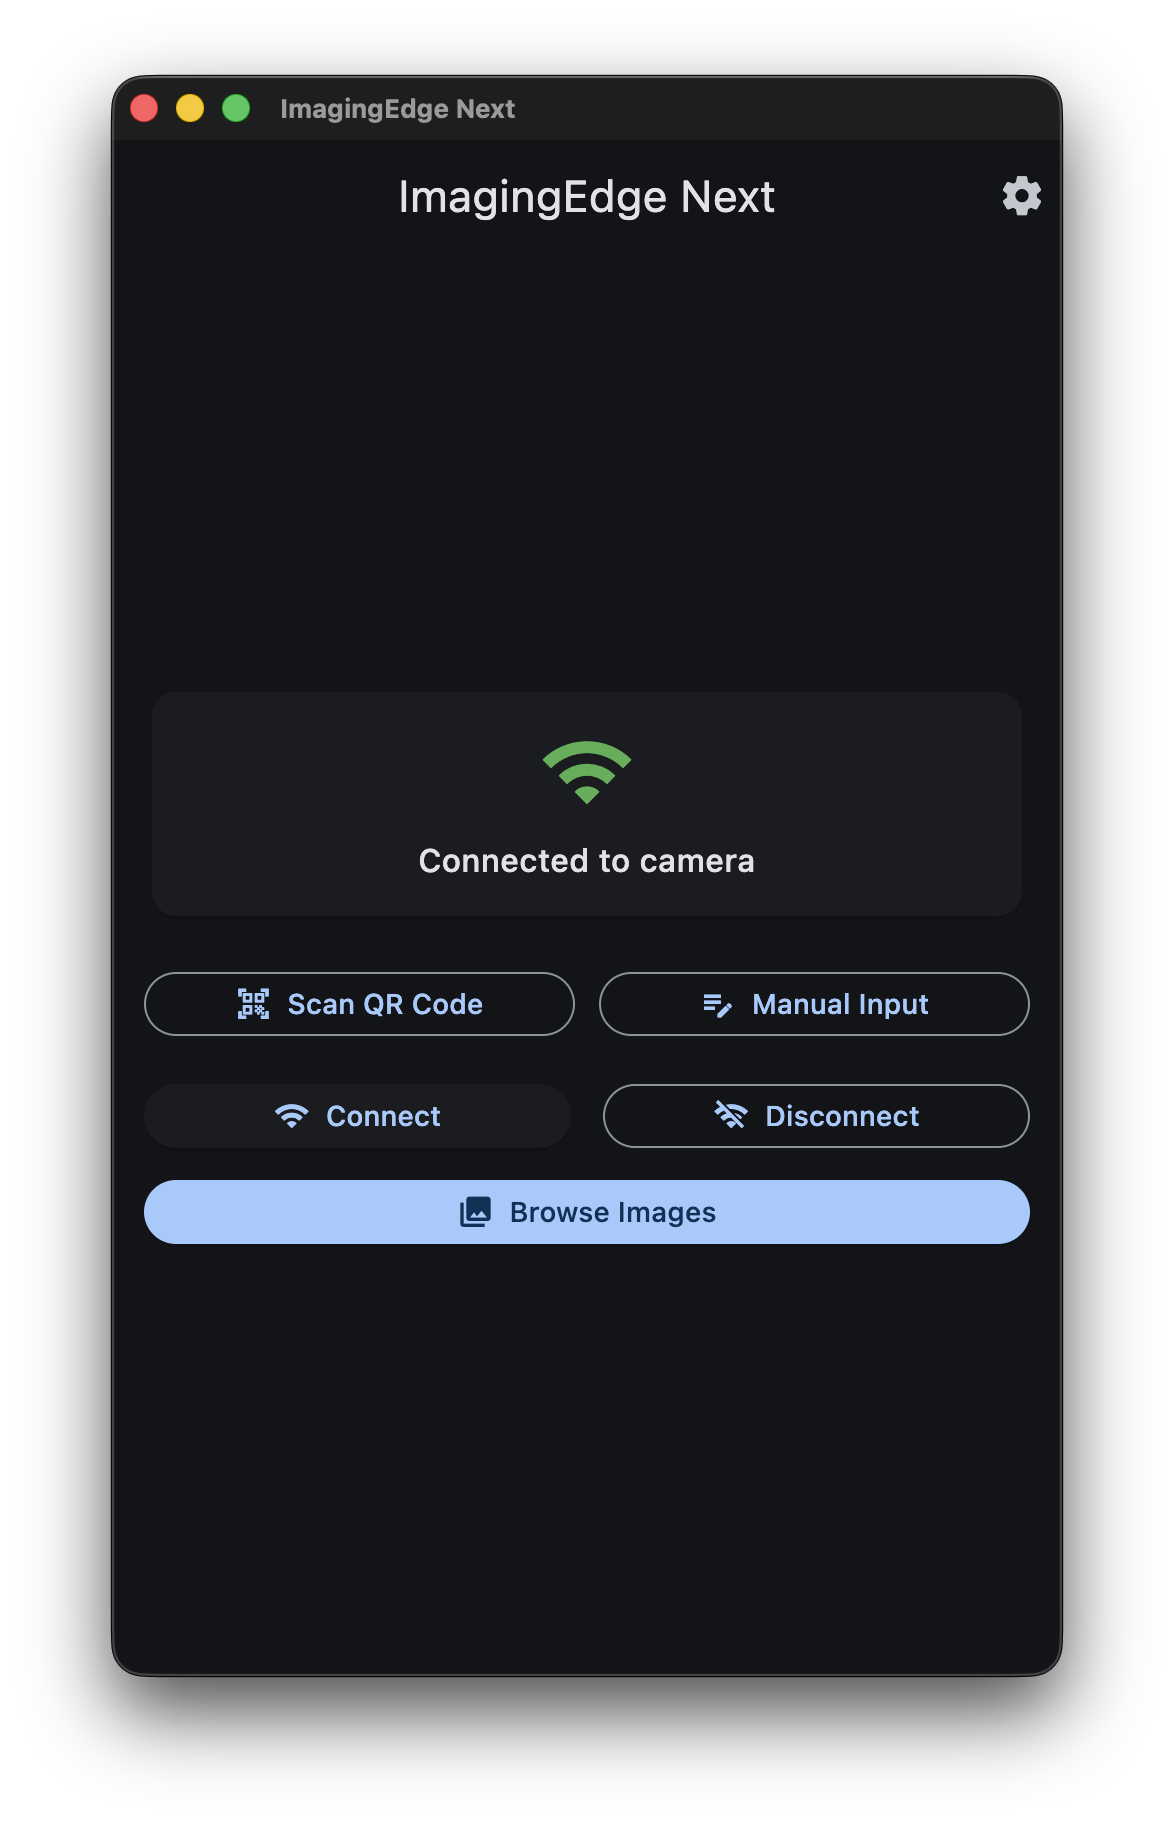 ImagingEdge Next
ImagingEdge Next
Connected to camera
Scan QR Code
Manual Input
Connect
Disconnect
Browse Images